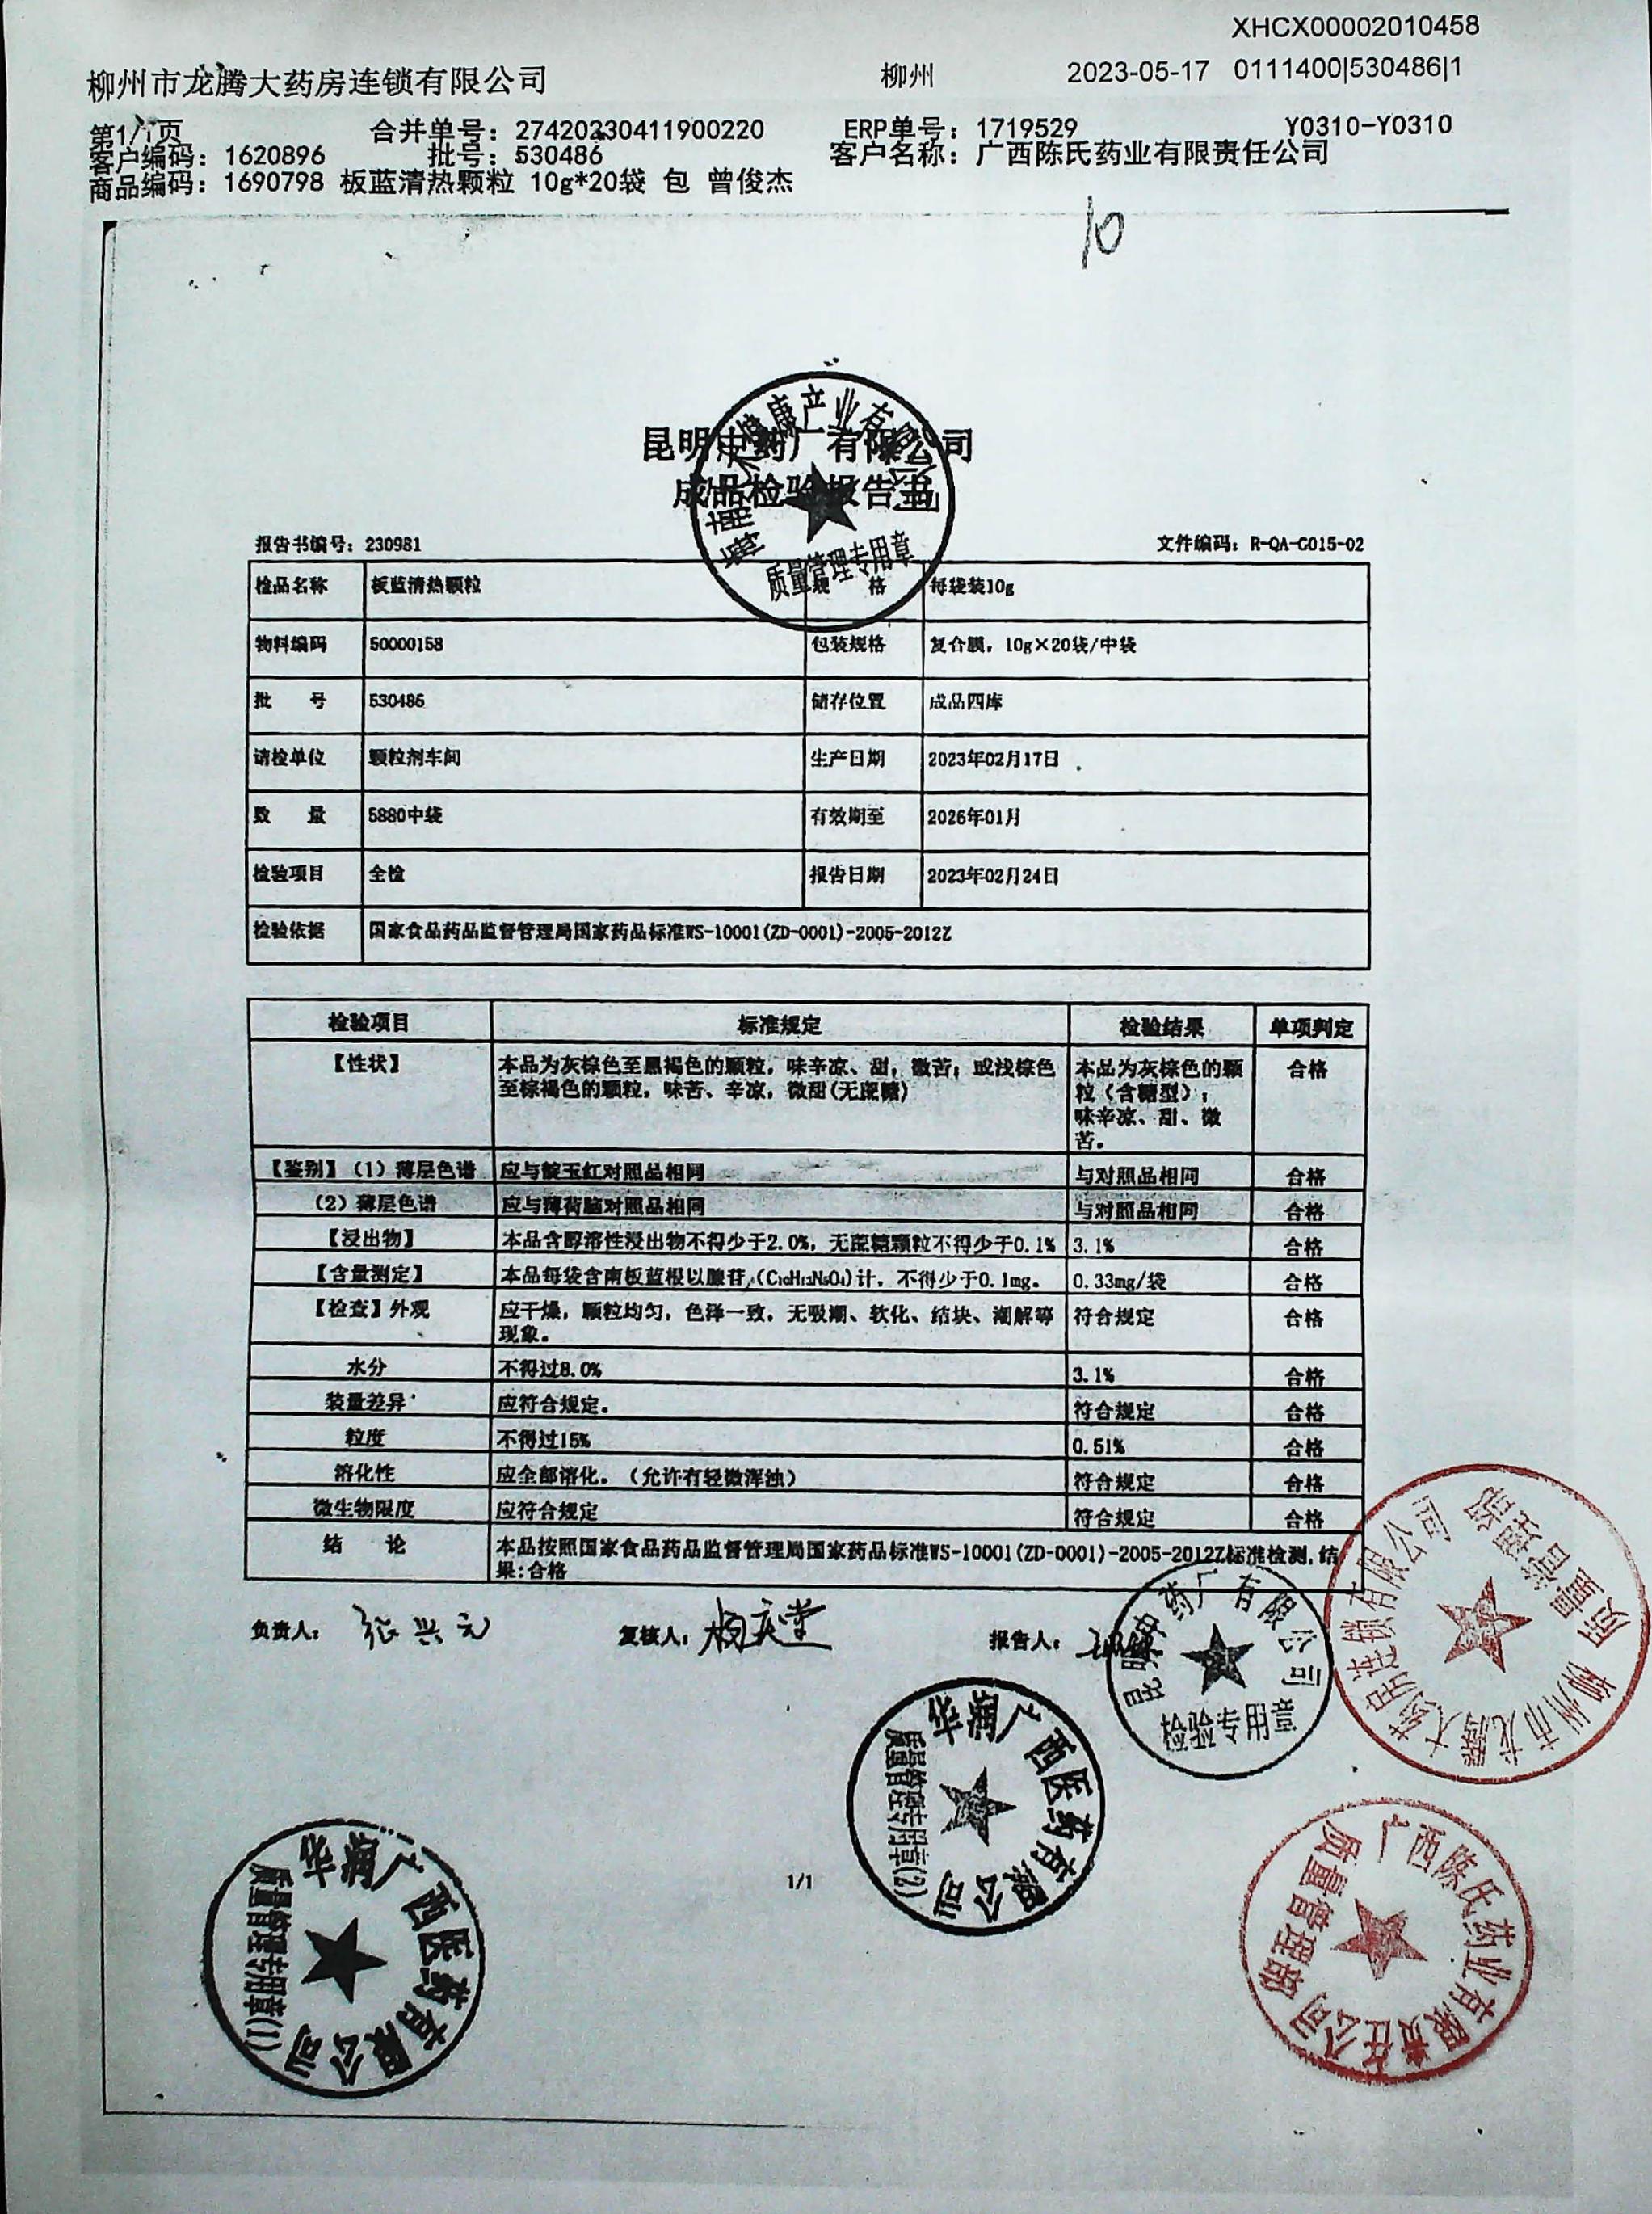 XHCX00002010458
柳州市龙腾大药房连锁有限公司 柳州 2023-05-17 0111400|530486|1
第1/1页 合并单号：27420230411900220 ERP单号：1719529 Y0310-Y0310
客户编码：1620896 批号：530486 客户名称：广西陈氏药业有限责任公司
商品编码：1690798 板蓝清热颗粒 10g*20袋 包 曾俊杰
10
昆明中药厂有限公司
成品检验报告书
健康产业有
质量管理专用章
报告书编号：230981 文件编码：R-QA-G015-02
检品名称 板蓝清热颗粒 规 格 每袋装10g
物料编码 50000158 包装规格 复合膜，10g×20袋/中袋
批 号 530486 储存位置 成品四库
请检单位 颗粒剂车间 生产日期 2023年02月17日
数 量 5880中袋 有效期至 2026年01月
检验项目 全检 报告日期 2023年02月24日
检验依据 国家食品药品监督管理局国家药品标准WS-10001(ZD-0001)-2005-2012Z
检验项目 标准规定 检验结果 单项判定
【性状】 本品为灰棕色至黑褐色的颗粒，味辛凉、甜，微苦；或浅棕色 本品为灰棕色的颗 合格
至棕褐色的颗粒，味苦、辛凉，微甜(无蔗糖) 粒（含糖型）；
味辛凉、甜、微
苦。
【鉴别】（1）薄层色谱 应与靛玉红对照品相同 与对照品相同 合格
（2）薄层色谱 应与薄荷脑对照品相同 与对照品相同 合格
【浸出物】 本品含醇溶性浸出物不得少于2.0%，无蔗糖颗粒不得少于0.1% 3.1% 合格
【含量测定】 本品每袋含南板蓝根以腺苷（C₁₀H₁₃N₅O₄）计，不得少于0.1mg。 0.33mg/袋 合格
【检查】外观 应干燥，颗粒均匀，色泽一致，无吸潮、软化、结块、潮解等 符合规定 合格
现象。
水分 不得过8.0% 3.1% 合格
装量差异 应符合规定。 符合规定 合格
粒度 不得过15% 0.51% 合格
溶化性 应全部溶化。（允许有轻微浑浊） 符合规定 合格
微生物限度 应符合规定 符合规定 合格
结 论 本品按照国家食品药品监督管理局国家药品标准WS-10001(ZD-0001)-2005-2012Z标准检测,结
果:合格
负责人： 张兴元 复核人： 杨庆堂 报告人：
昆明中药厂有限公司
检验专用章
柳州市龙腾大药房连锁有限公司
质量管理部
华润广西医药有限公司
质量管理专用章(2)
广西陈氏药业有限责任公司
质量管理部
华润广西医药有限公司
质量管理专用章(1)
1/1